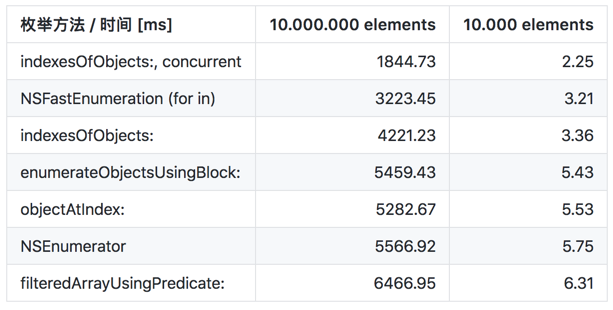 枚举方法 / 时间 [ms] 10.000.000 elements 10.000 elements
indexesOfObjects:, concurrent 1844.73 2.25
NSFastEnumeration (for in) 3223.45 3.21
indexesOfObjects: 4221.23 3.36
enumerateObjectsUsingBlock: 5459.43 5.43
objectAtIndex: 5282.67 5.53
NSEnumerator 5566.92 5.75
filteredArrayUsingPredicate: 6466.95 6.31